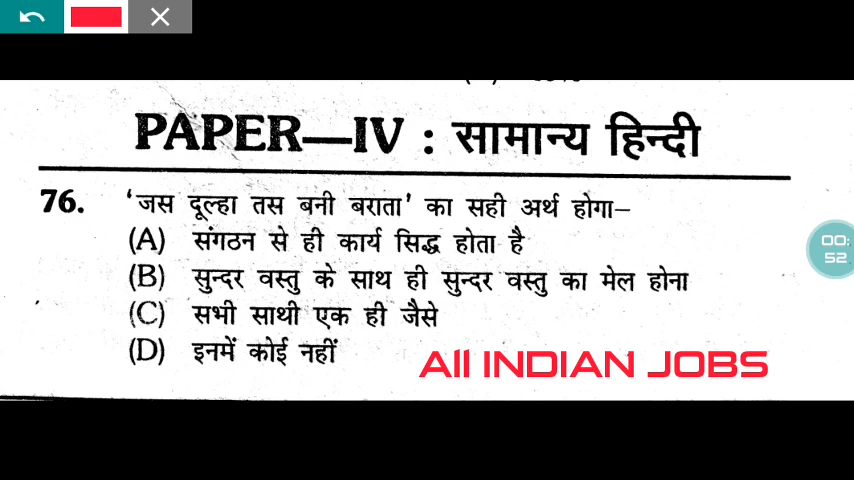 PAPER—IV : सामान्य हिन्दी
76. 'जस दूल्हा तस बनी बराता' का सही अर्थ होगा–
(A) संगठन से ही कार्य सिद्ध होता है
(B) सुन्दर वस्तु के साथ ही सुन्दर वस्तु का मेल होना
(C) सभी साथी एक ही जैसे
(D) इनमें कोई नहीं
All INDIAN JOBS
00:
52